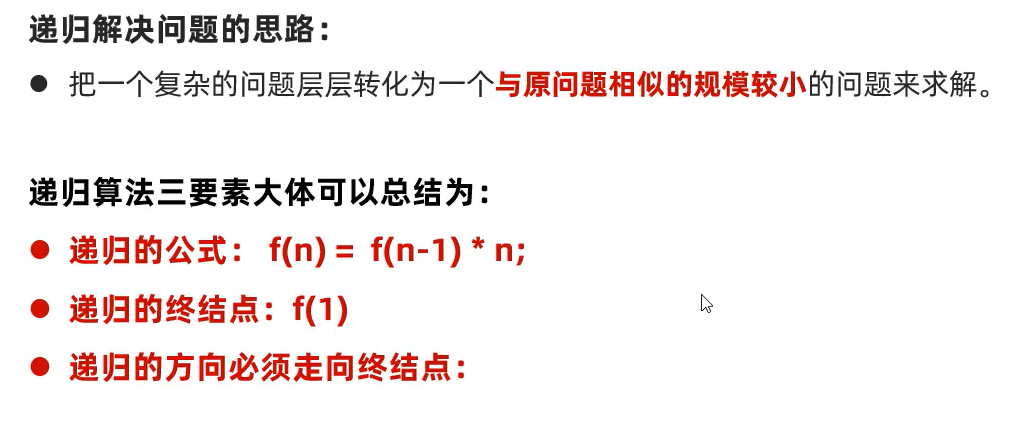 递归解决问题的思路：
● 把一个复杂的问题层层转化为一个与原问题相似的规模较小的问题来求解。
递归算法三要素大体可以总结为：
● 递归的公式： f(n) = f(n-1) * n;
● 递归的终结点：f(1)
● 递归的方向必须走向终结点：